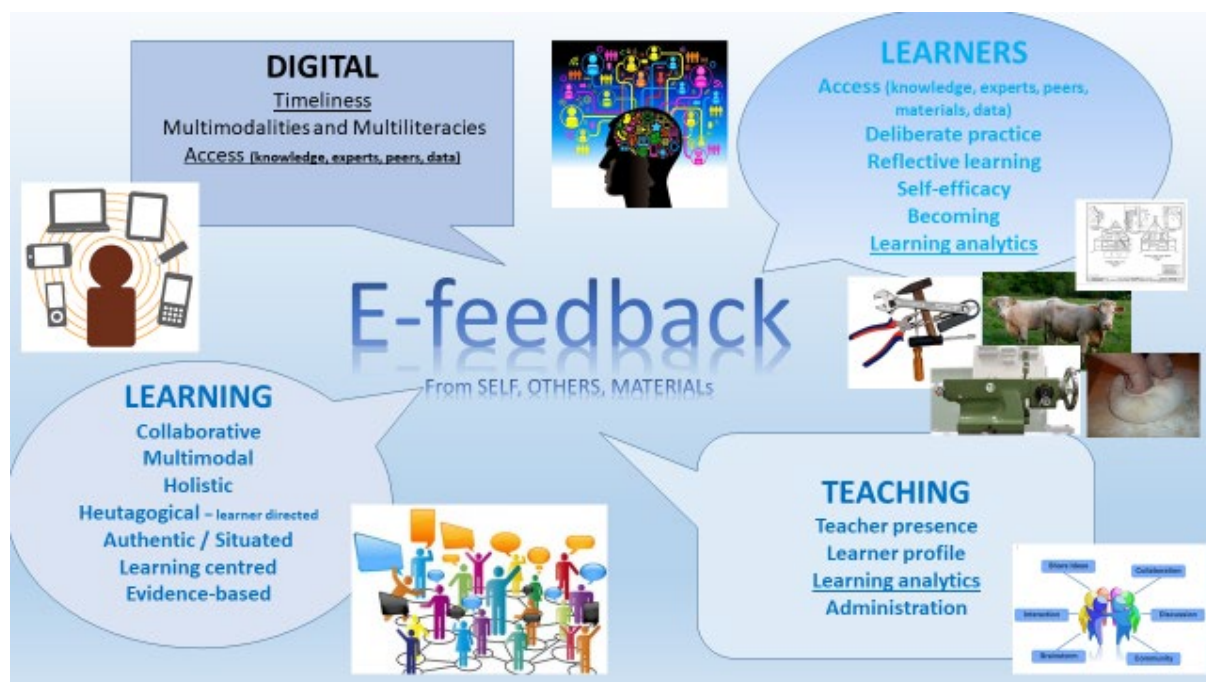 DIGITAL
Timeliness
Multimodalities and Multiliteracies
Access (knowledge, experts, peers, data)
LEARNERS
Access (knowledge, experts, peers,
materials, data)
Deliberate practice
Reflective learning
Self-efficacy
Becoming
Learning analytics
E-feedback
From SELF, OTHERS, MATERIALs
LEARNING
Collaborative
Multimodal
Holistic
Heutagogical – learner directed
Authentic / Situated
Learning centred
Evidence-based
TEACHING
Teacher presence
Learner profile
Learning analytics
Administration
Share Ideas
Collaboration
Interaction
Discussion
Brainstorm
Community